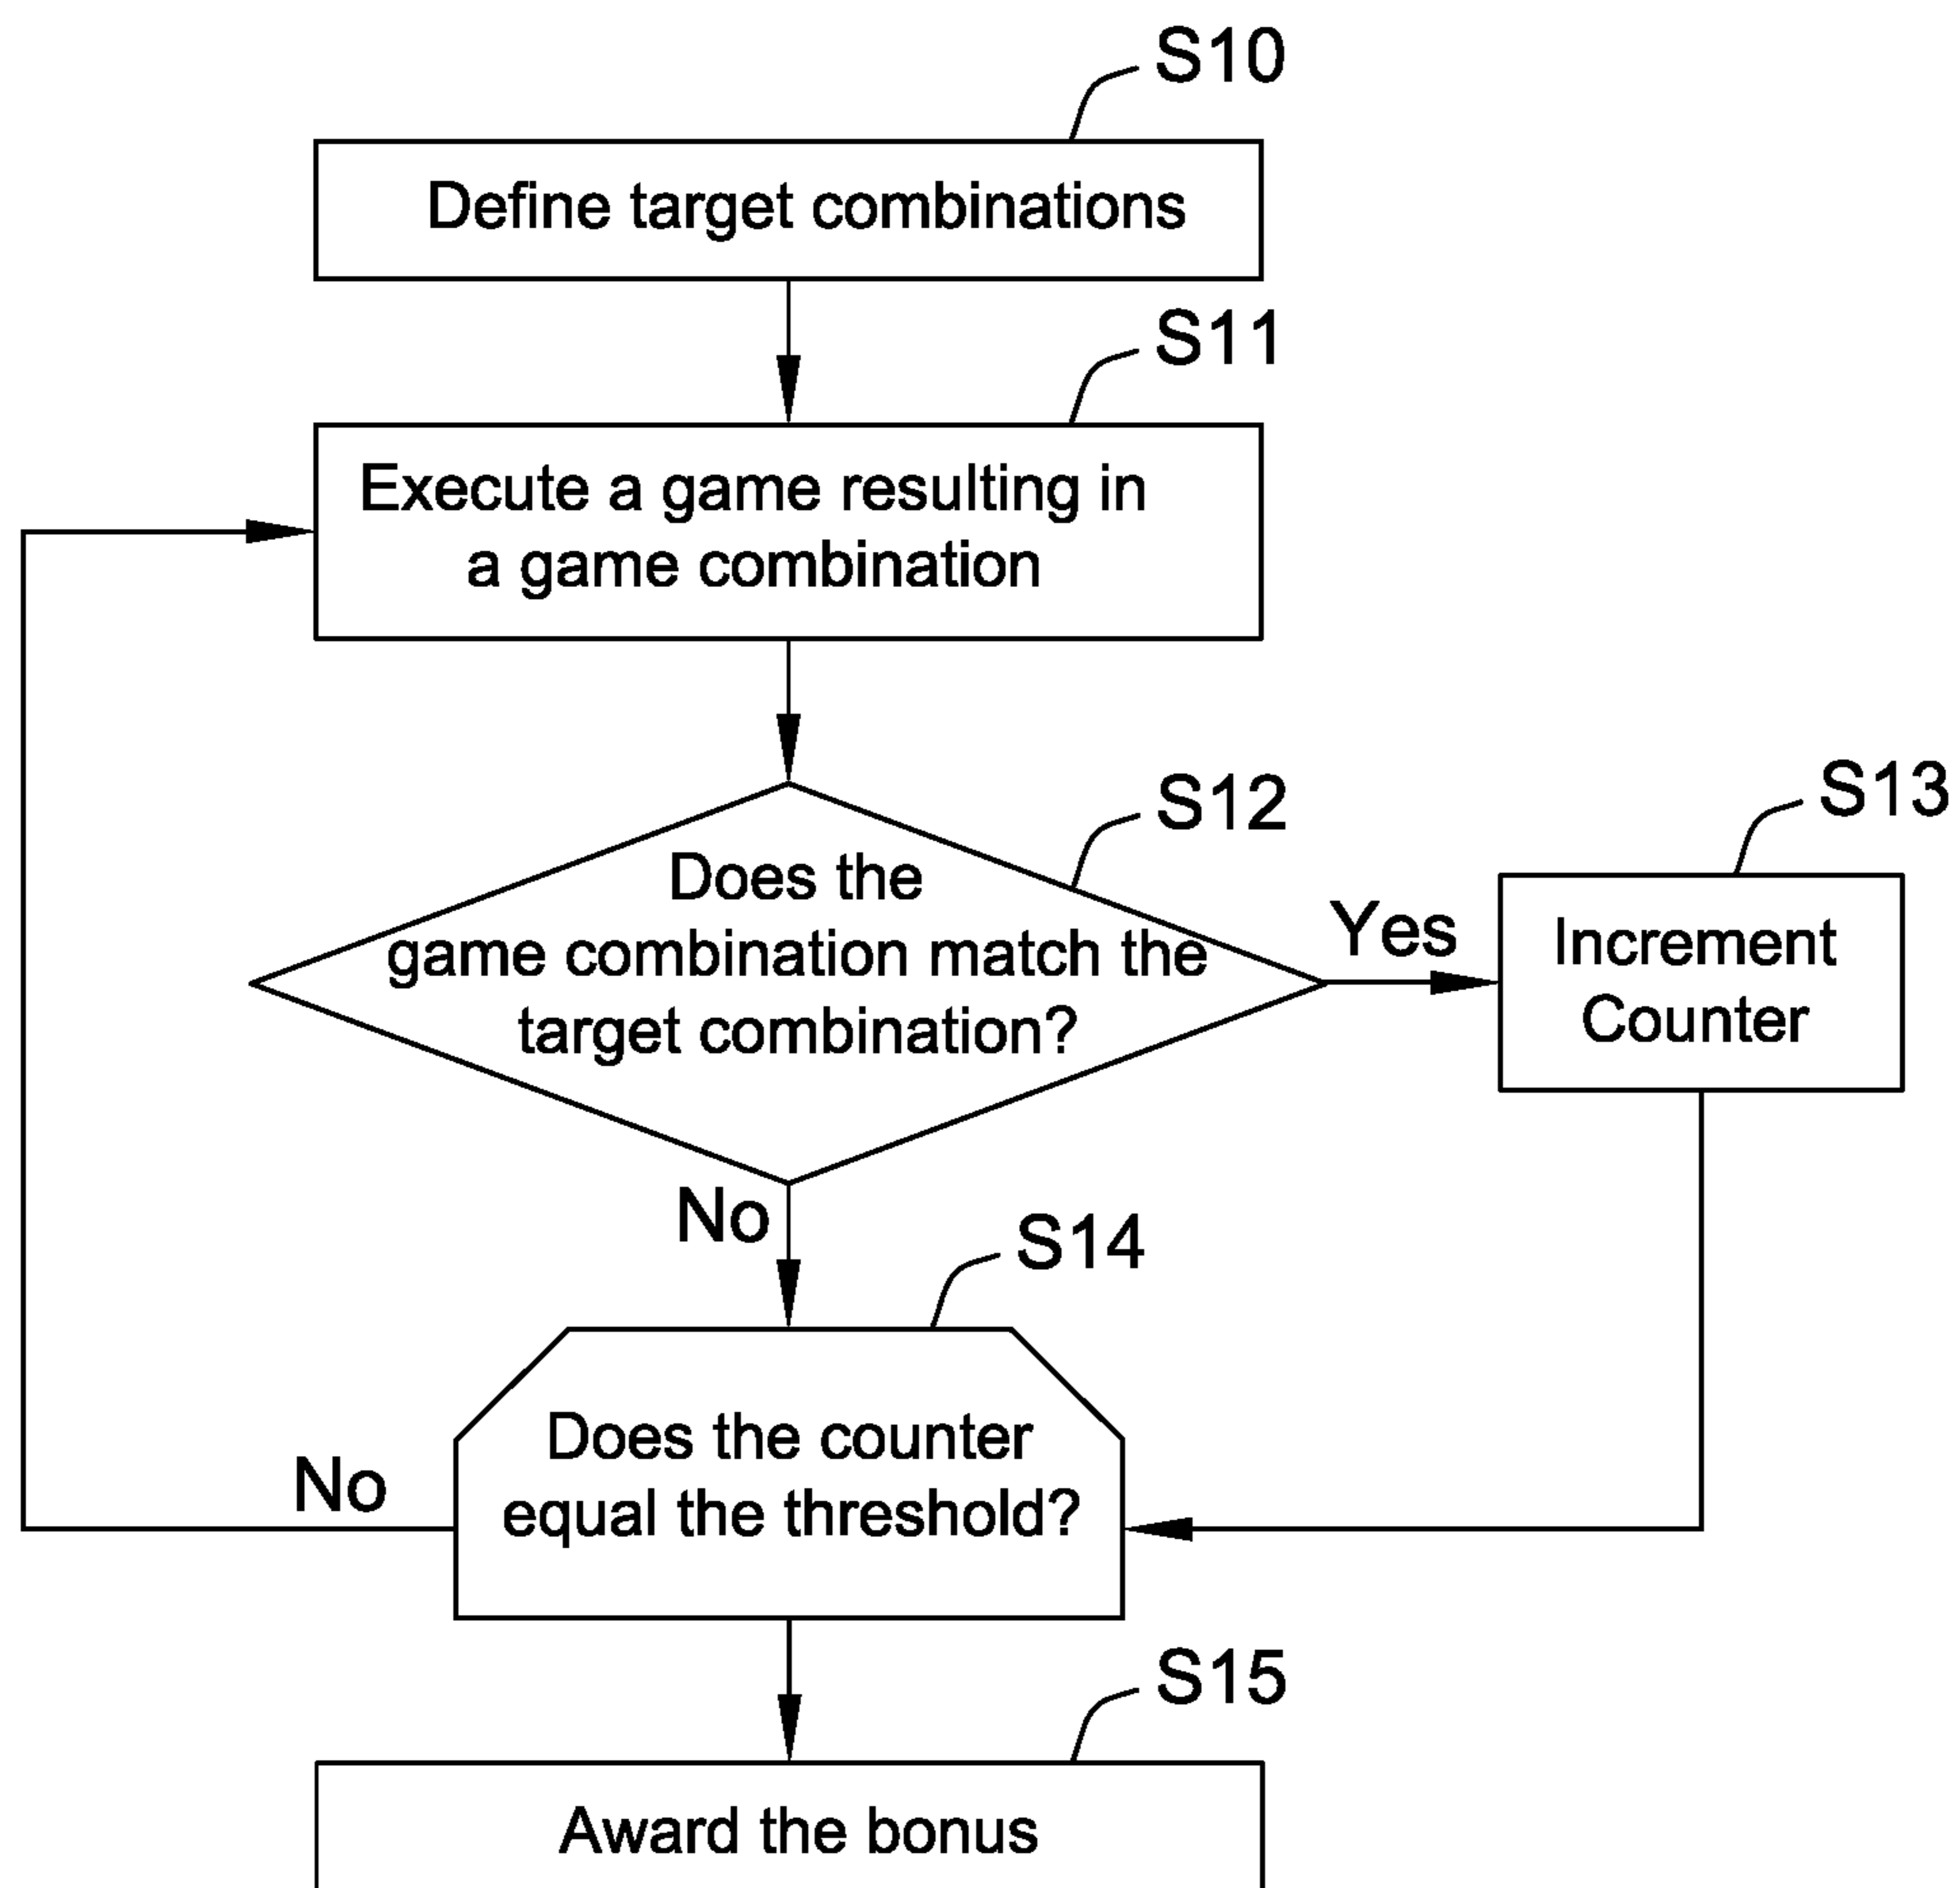 S10
Define target combinations
S11
Execute a game resulting in
a game combination
S12
Does the
game combination match the
target combination?
Yes
S13
Increment
Counter
No
S14
Does the counter
equal the threshold?
No
S15
Award the bonus